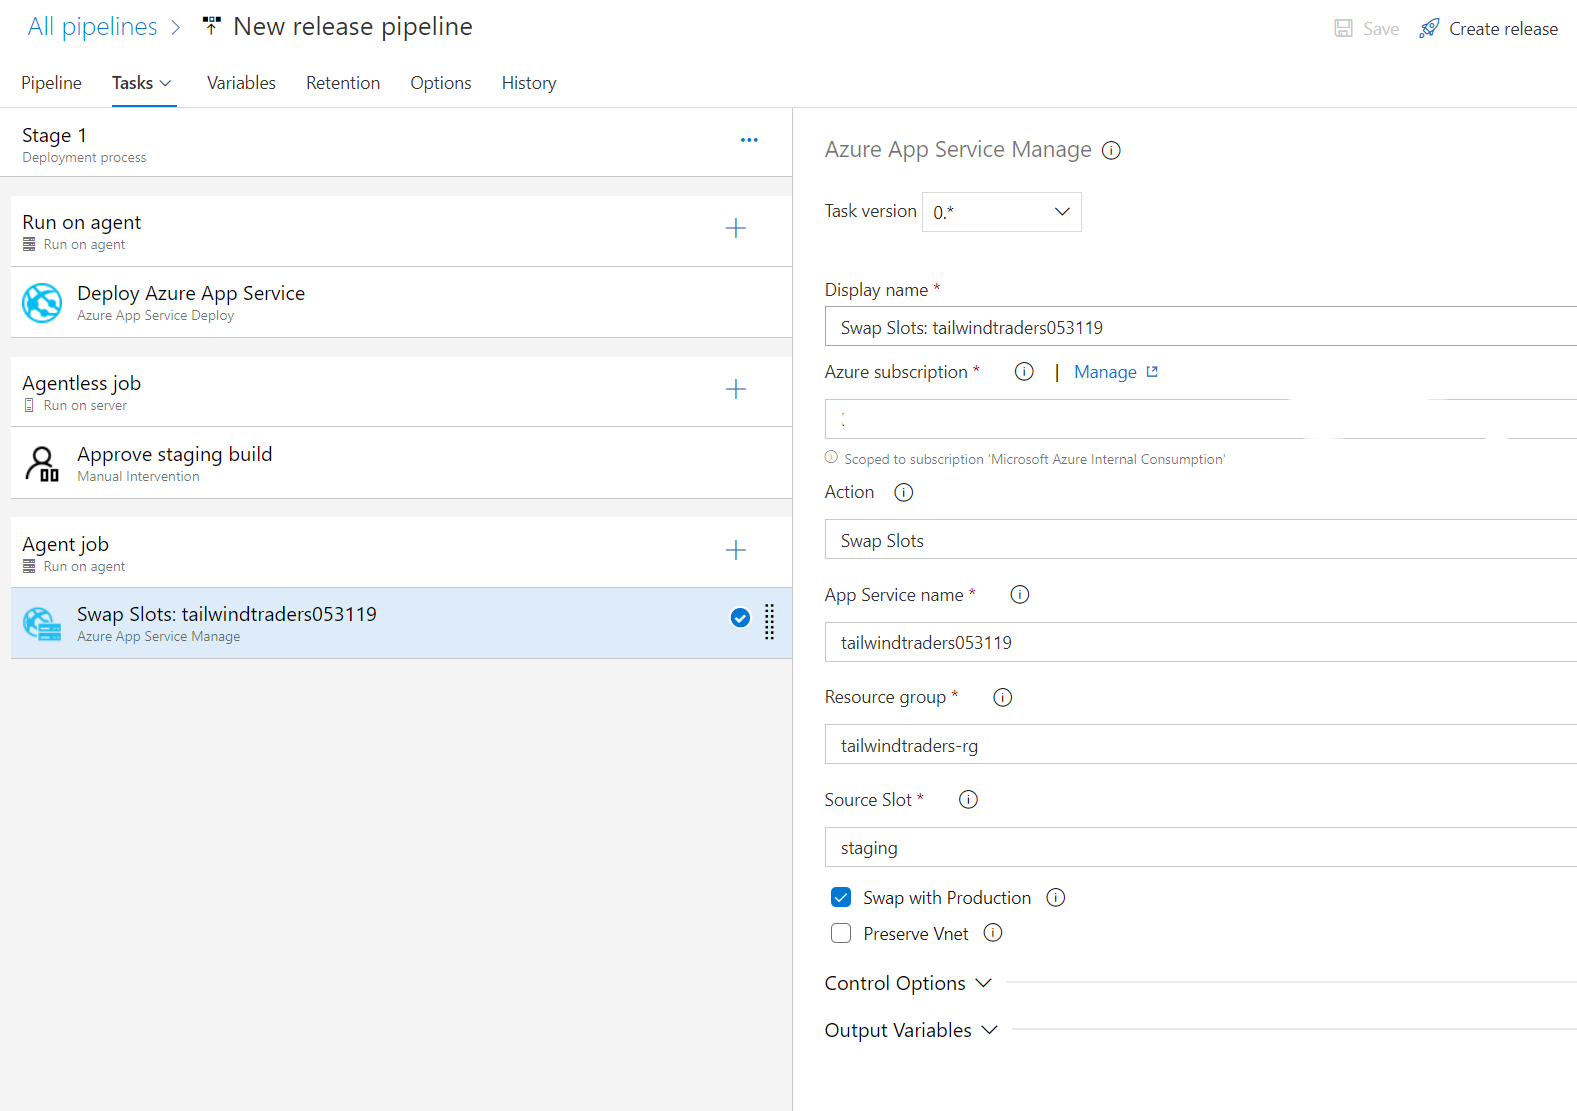 All pipelines > New release pipeline
Save
Create release
Pipeline
Tasks
Variables
Retention
Options
History
Stage 1
Deployment process
Run on agent
Run on agent
Deploy Azure App Service
Azure App Service Deploy
Agentless job
Run on server
Approve staging build
Manual Intervention
Agent job
Run on agent
Swap Slots: tailwindtraders053119
Azure App Service Manage
Azure App Service Manage
Task version 0.*
Display name *
Swap Slots: tailwindtraders053119
Azure subscription * | Manage
Scoped to subscription 'Microsoft Azure Internal Consumption'
Action
Swap Slots
App Service name *
tailwindtraders053119
Resource group *
tailwindtraders-rg
Source Slot *
staging
Swap with Production
Preserve Vnet
Control Options
Output Variables